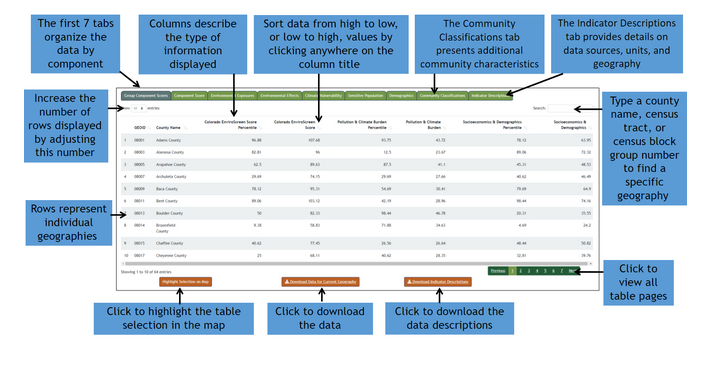 The first 7 tabs
organize the
data by
component
Columns describe
the type of
information
displayed
Sort data from high to low,
or low to high, values by
clicking anywhere on the
column title
The Community
Classifications tab
presents additional
community characteristics
The Indicator Descriptions
tab provides details on
data sources, units, and
geography
Increase the
number of
rows displayed
by adjusting
this number
Rows represent
individual
geographies
Type a county
name, census
tract, or
census block
group number
to find a
specific
geography
Click to
view all
table pages
Click to highlight the table
selection in the map
Click to download
the data
Click to download the
data descriptions
Group Component Scores Component Score Environmental Exposures Environmental Effects Climate Vulnerability Sensitive Population Demographics Community Classifications Indicator Descriptions
entries Search:
GEOID County Name Colorado EnviroScreen Score Percentile Colorado EnviroScreen Score Pollution & Climate Burden Percentile Pollution & Climate Burden Socioeconomics & Demographics Percentile Socioeconomics & Demographics
1 08001 Adams County 96.88 107.68 93.75 43.72 78.12 63.95
2 08003 Alamosa County 82.81 96 12.5 23.67 89.06 72.32
3 08005 Arapahoe County 62.5 89.63 87.5 41.1 45.31 48.53
4 08007 Archuleta County 29.69 74.15 29.69 27.66 40.62 46.49
5 08009 Baca County 78.12 95.31 54.69 30.41 79.69 64.9
6 08011 Bent County 89.06 103.12 42.19 28.96 98.44 74.16
7 08013 Boulder County 50 82.33 98.44 46.78 20.31 35.55
8 08014 Broomfield County 9.38 58.83 71.88 34.63 4.69 24.2
9 08015 Chaffee County 40.62 77.45 26.56 26.64 48.44 50.82
10 08017 Cheyenne County 25 68.11 40.62 28.35 32.81 39.76
Showing 1 to 10 of 64 entries
Previous 1 2 3 4 5 6 7
Highlight Selection on Map
Download Data for Current Geography
Download Indicator Descriptions